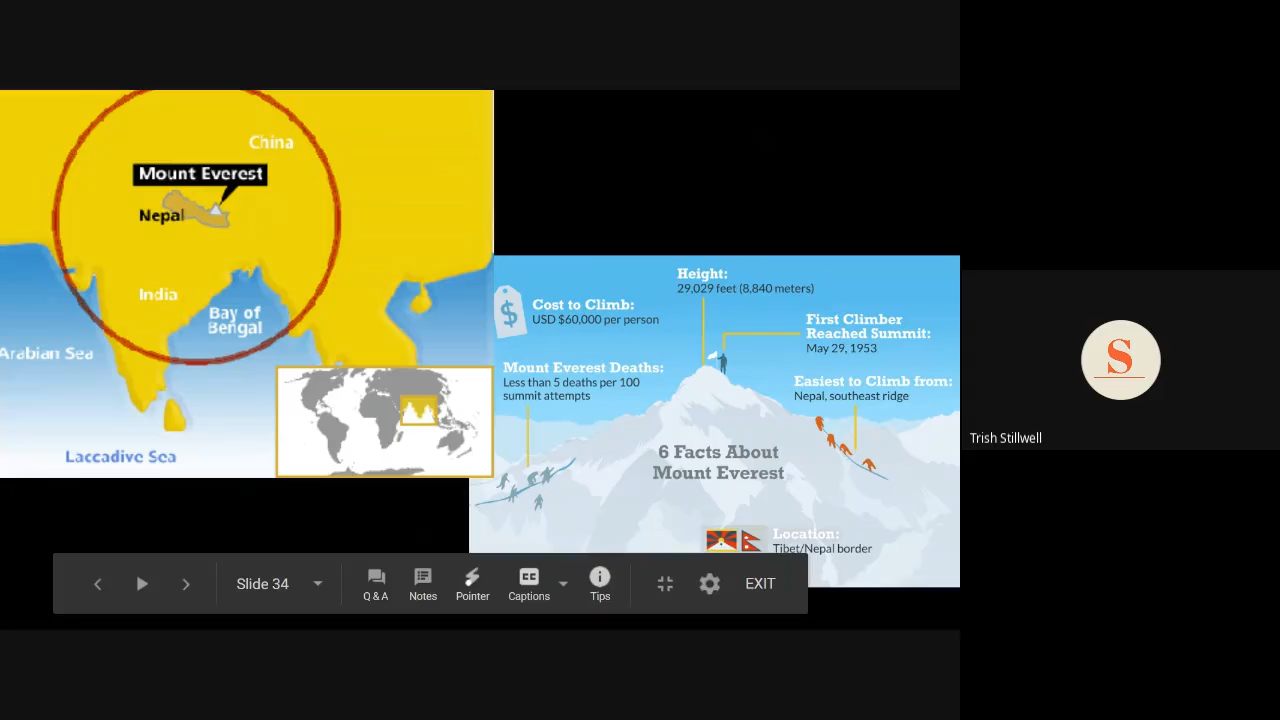 China
Mount Everest
Nepal
India
Bay of
Bengal
Arabian Sea
Laccadive Sea
Height:
29,029 feet (8,840 meters)
$
Cost to Climb:
USD $60,000 per person
First Climber
Reached Summit:
May 29, 1953
Mount Everest Deaths:
Less than 5 deaths per 100
summit attempts
Easiest to Climb from:
Nepal, southeast ridge
6 Facts About
Mount Everest
Location:
Tibet/Nepal border
Slide 34
Q & A
Notes
Pointer
CC
Captions
Tips
EXIT
S
Trish Stillwell